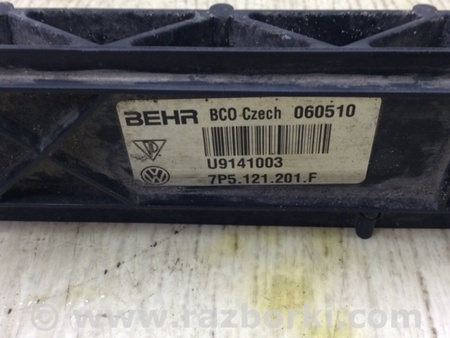 BEHR BCO Czech 060510
U9141003
7P5.121.201.F
www.razborki.com